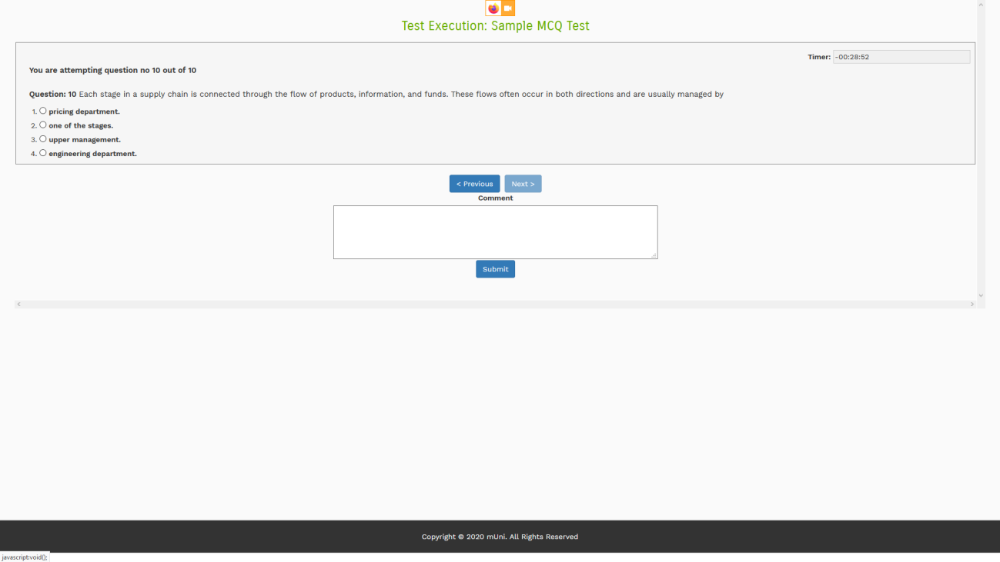 Test Execution: Sample MCQ Test
Timer: -00:28:52
You are attempting question no 10 out of 10
Question: 10 Each stage in a supply chain is connected through the flow of products, information, and funds. These flows often occur in both directions and are usually managed by
1. pricing department.
2. one of the stages.
3. upper management.
4. engineering department.
< Previous Next >
Comment
Submit
Copyright © 2020 mUni. All Rights Reserved
javascript:void();